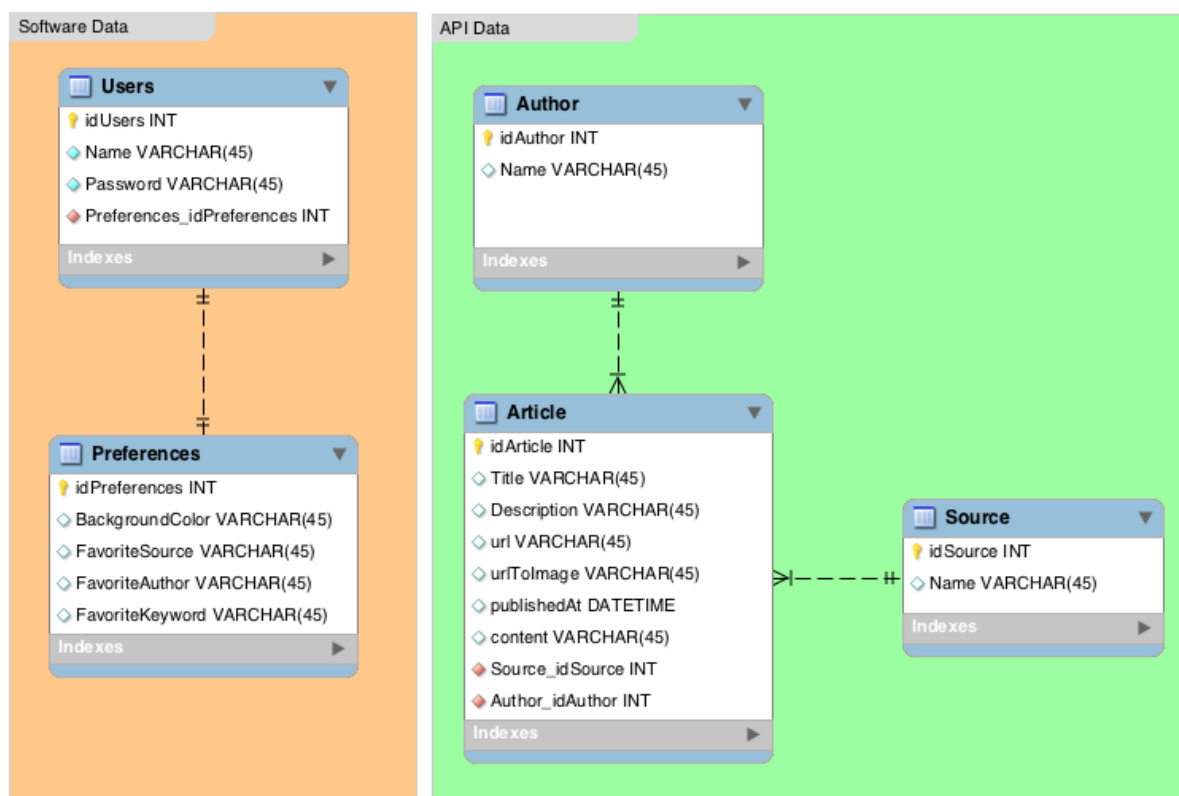 Software Data
Users
idUsers INT
Name VARCHAR(45)
Password VARCHAR(45)
Preferences_idPreferences INT
Indexes
Preferences
idPreferences INT
BackgroundColor VARCHAR(45)
FavoriteSource VARCHAR(45)
FavoriteAuthor VARCHAR(45)
FavoriteKeyword VARCHAR(45)
Indexes
API Data
Author
idAuthor INT
Name VARCHAR(45)
Indexes
Article
idArticle INT
Title VARCHAR(45)
Description VARCHAR(45)
url VARCHAR(45)
urlToImage VARCHAR(45)
publishedAt DATETIME
content VARCHAR(45)
Source_idSource INT
Author_idAuthor INT
Indexes
Source
idSource INT
Name VARCHAR(45)
Indexes